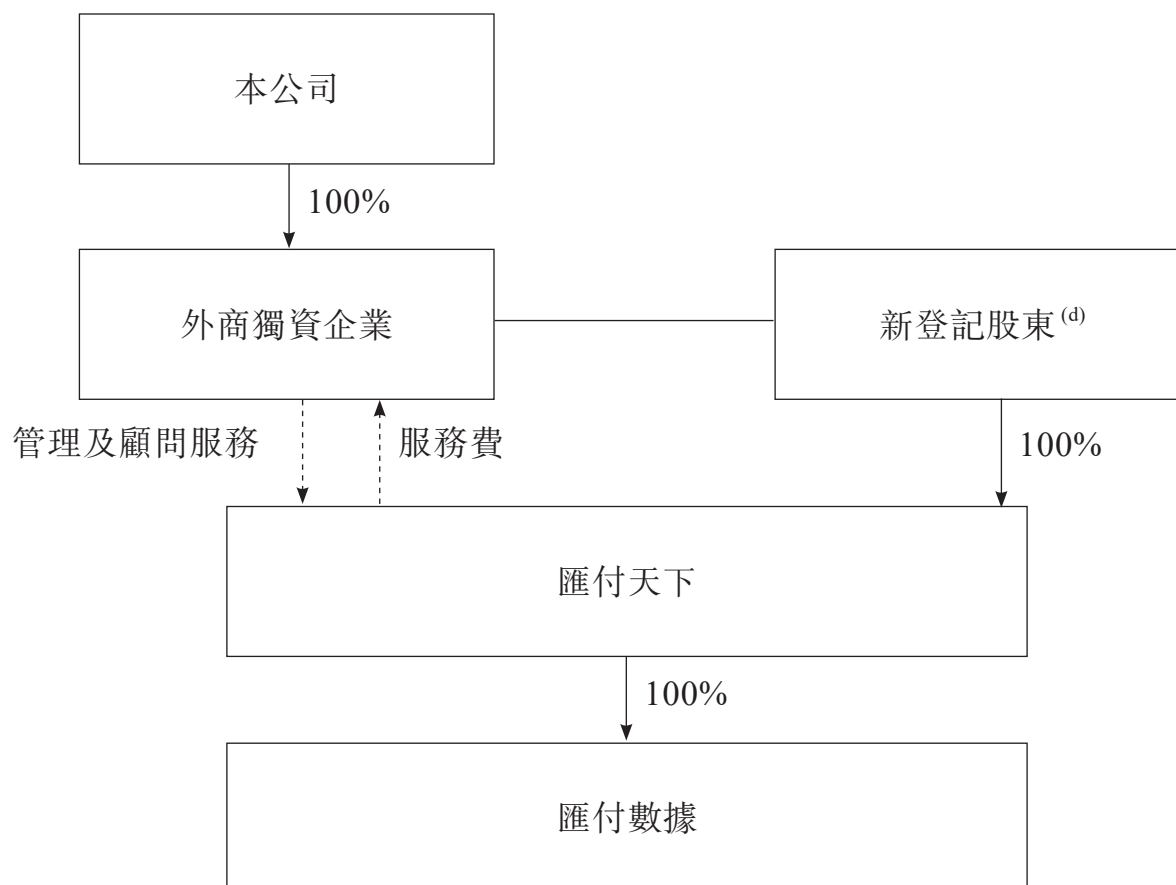 本公司
100%
外商獨資企業
新登記股東(d)
管理及顧問服務
服務費
100%
匯付天下
100%
匯付數據